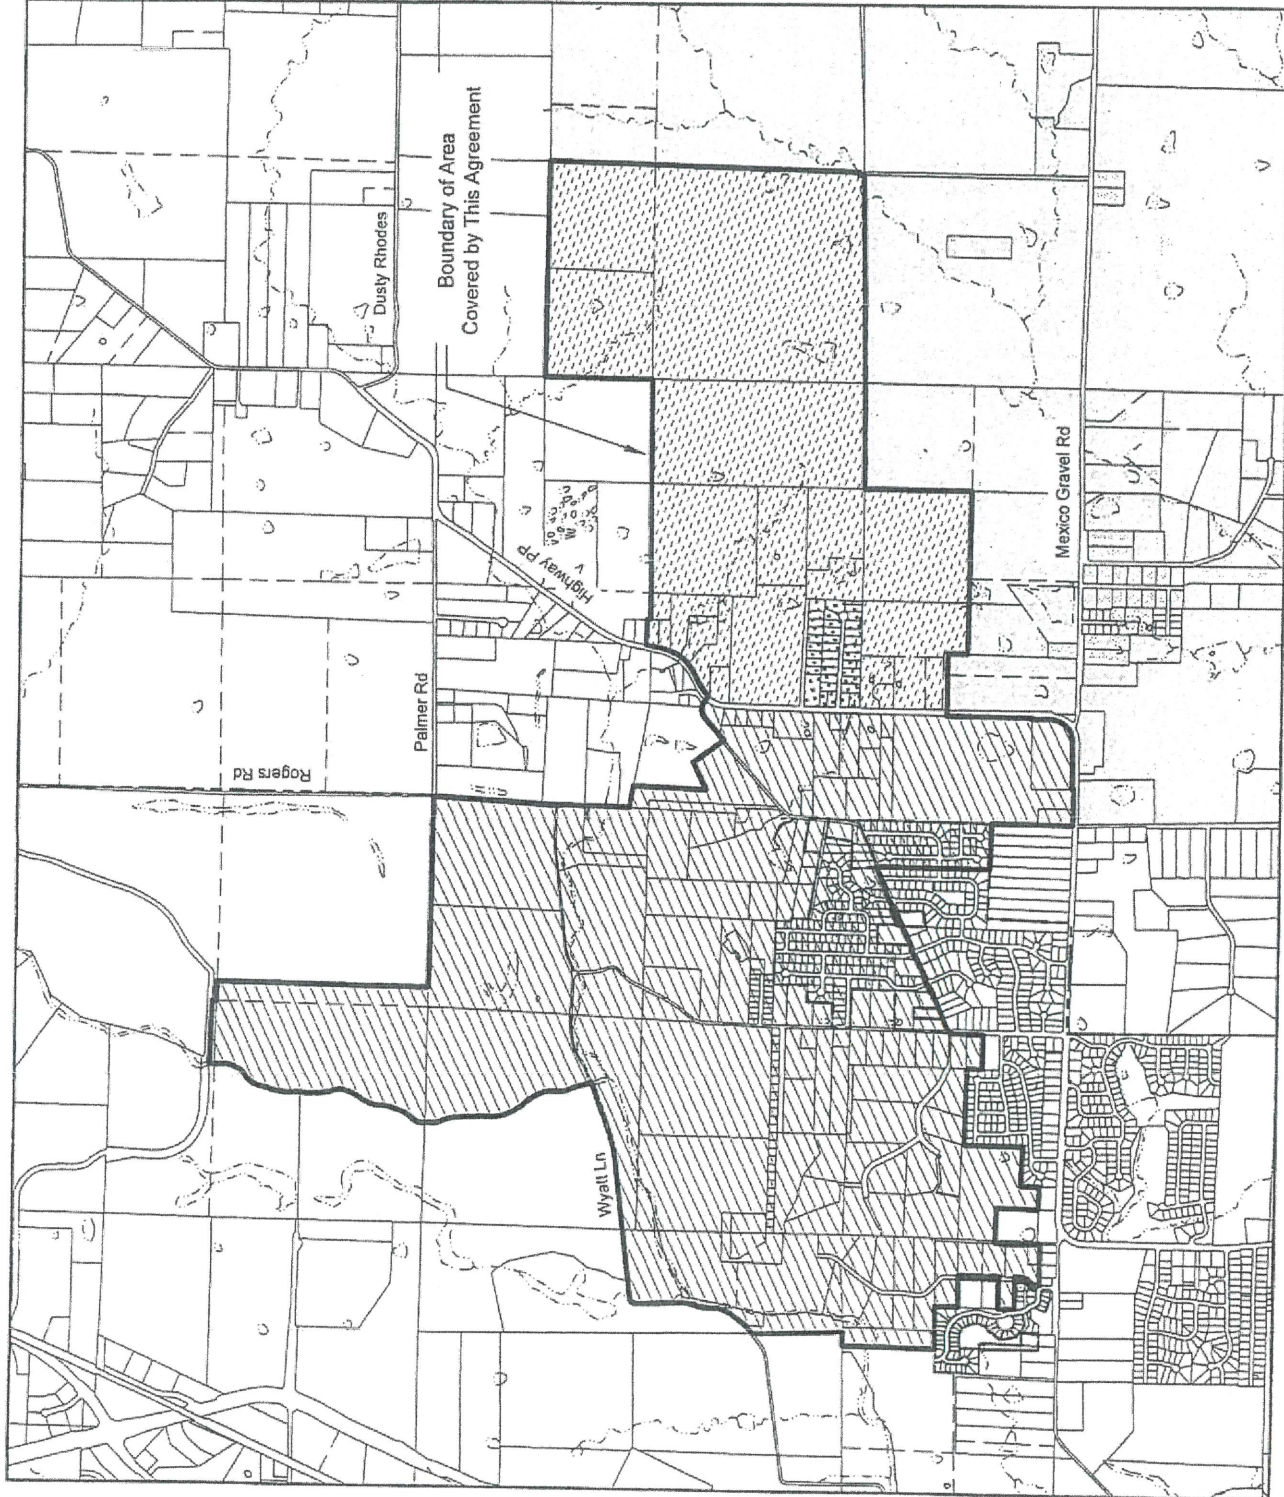 Boundary of Area
Covered by This Agreement
Dusty Rhodes
Highway PP
Palmer Rd
Rogers Rd
Mexico Gravel Rd
Wyatt Ln